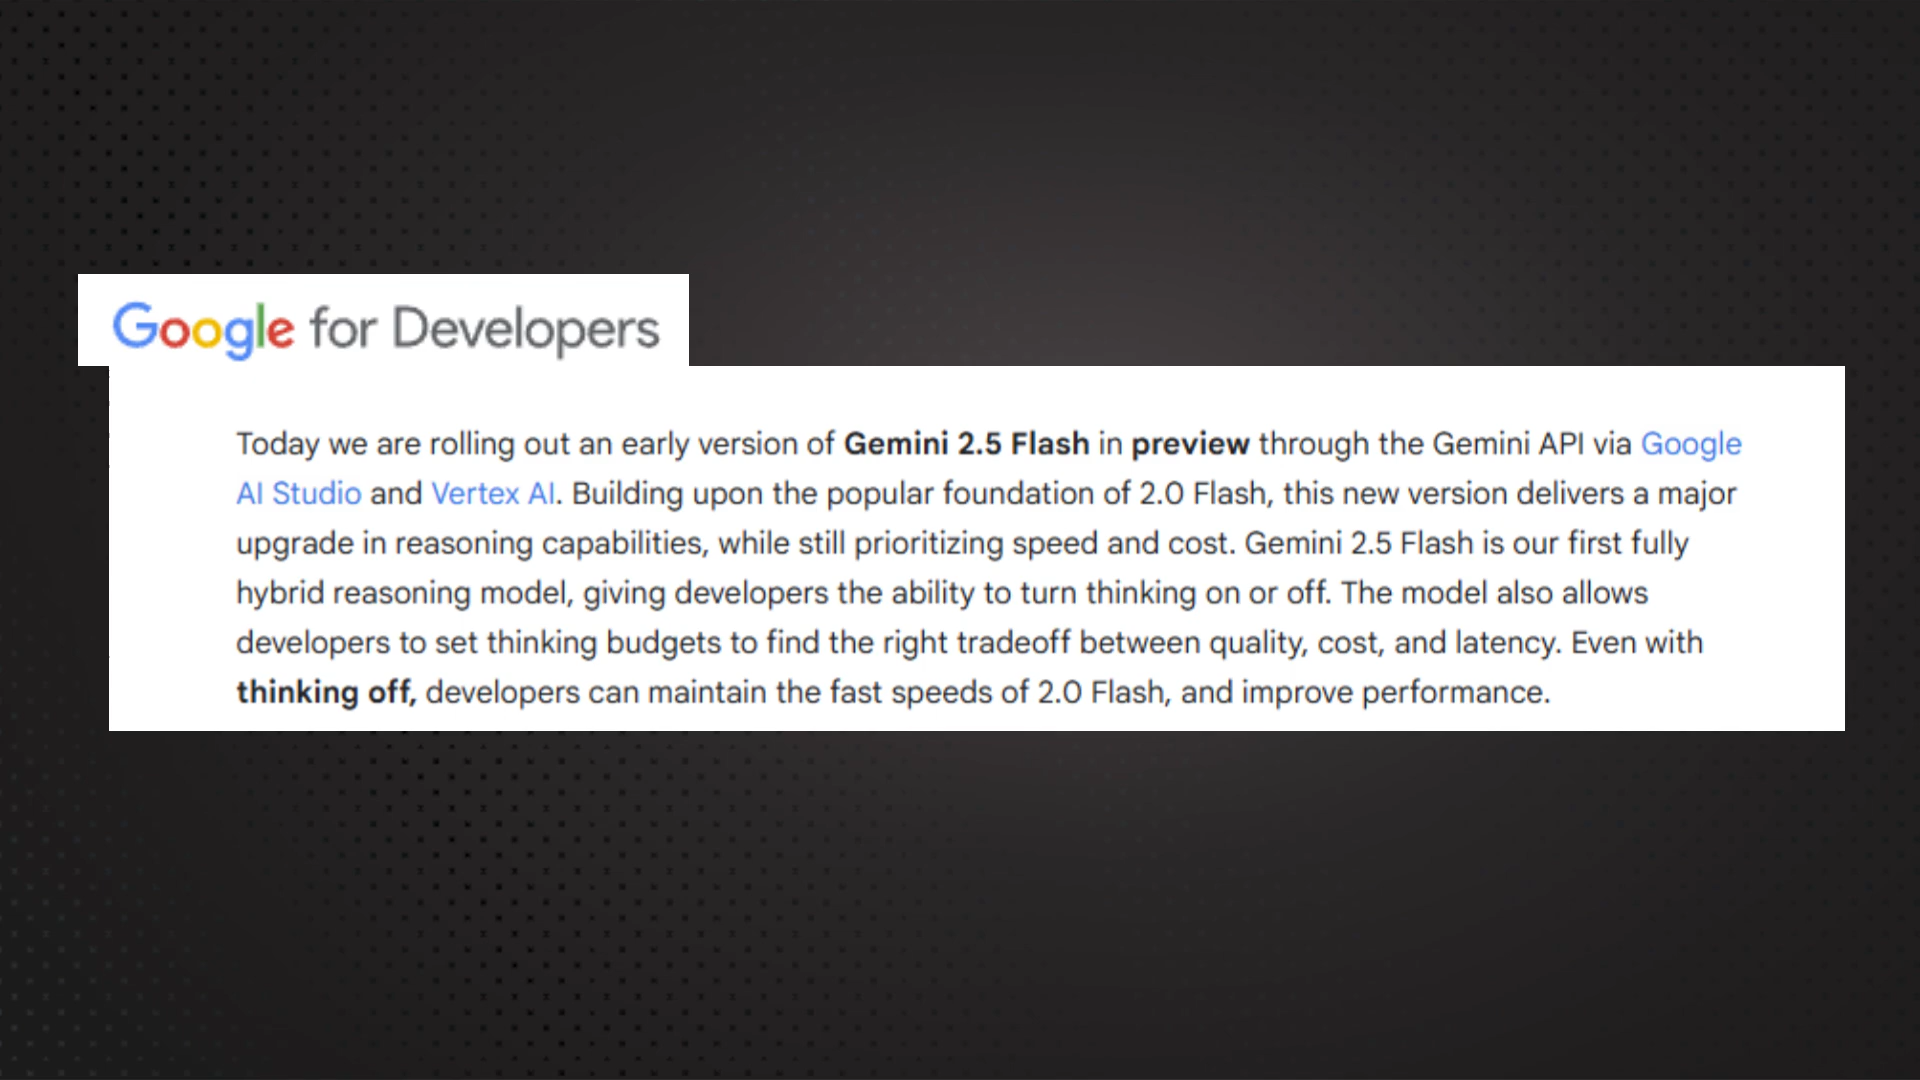 Google for Developers
Today we are rolling out an early version of Gemini 2.5 Flash in preview through the Gemini API via Google
AI Studio and Vertex AI. Building upon the popular foundation of 2.0 Flash, this new version delivers a major
upgrade in reasoning capabilities, while still prioritizing speed and cost. Gemini 2.5 Flash is our first fully
hybrid reasoning model, giving developers the ability to turn thinking on or off. The model also allows
developers to set thinking budgets to find the right tradeoff between quality, cost, and latency. Even with
thinking off, developers can maintain the fast speeds of 2.0 Flash, and improve performance.